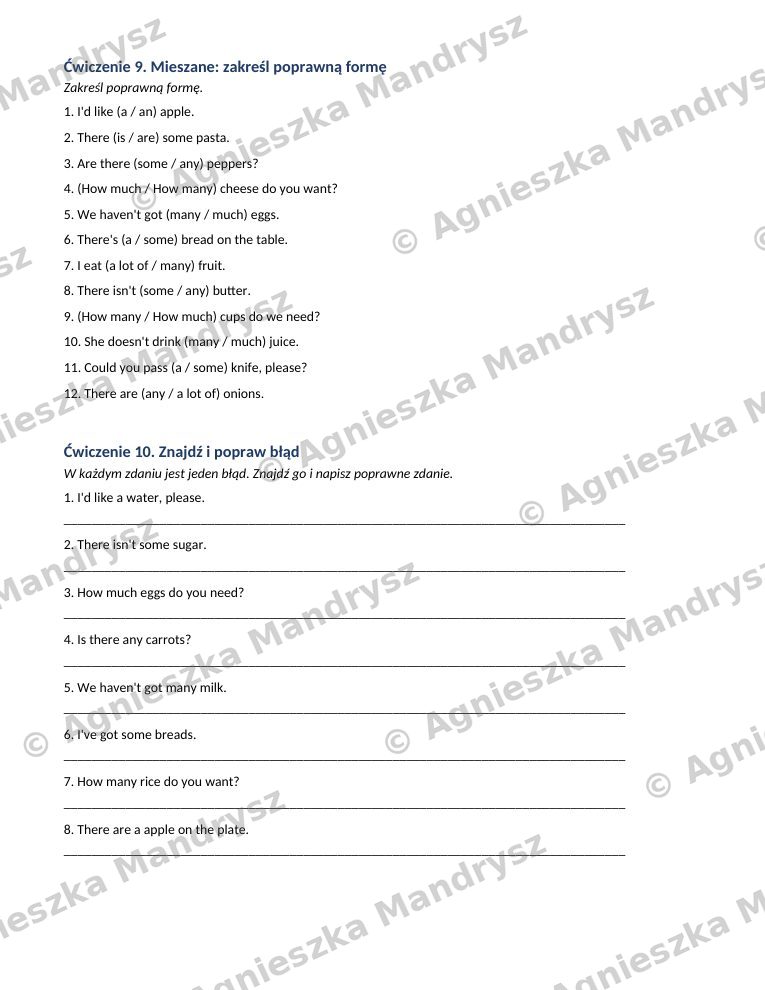 Ćwiczenie 9. Mieszane: zakreśl poprawną formę
Zakreśl poprawną formę.
1. I'd like (a / an) apple.
2. There (is / are) some pasta.
3. Are there (some / any) peppers?
4. (How much / How many) cheese do you want?
5. We haven't got (many / much) eggs.
6. There's (a / some) bread on the table.
7. I eat (a lot of / many) fruit.
8. There isn't (some / any) butter.
9. (How many / How much) cups do we need?
10. She doesn't drink (many / much) juice.
11. Could you pass (a / some) knife, please?
12. There are (any / a lot of) onions.
Ćwiczenie 10. Znajdź i popraw błąd
W każdym zdaniu jest jeden błąd. Znajdź go i napisz poprawne zdanie.
1. I'd like a water, please.
2. There isn't some sugar.
3. How much eggs do you need?
4. Is there any carrots?
5. We haven't got many milk.
6. I've got some breads.
7. How many rice do you want?
8. There are a apple on the plate.
© Agnieszka Mandrysz